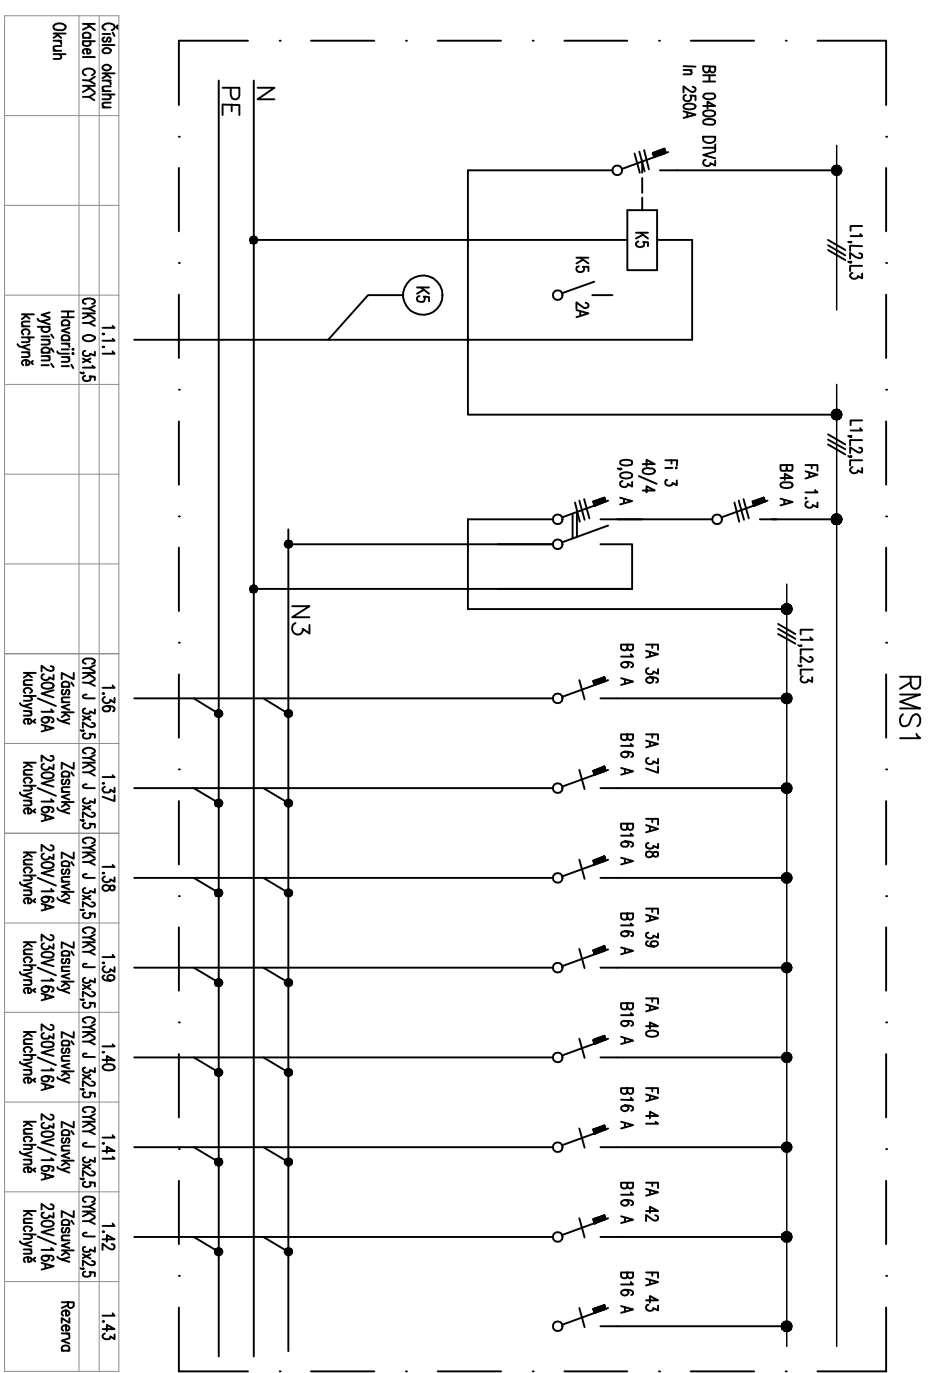 RMS1
L1,L2,L3
L1,L2,L3
L1,L2,L3
BH 0400 DTV3
In 250A
K5
K5
2A
K5
FA 1.3
B40 A
Fi 3
40/4
0,03 A
FA 36
B16 A
FA 37
B16 A
FA 38
B16 A
FA 39
B16 A
FA 40
B16 A
FA 41
B16 A
FA 42
B16 A
FA 43
B16 A
N3
N
PE
Číslo okruhu
Kabel CYKY
Okruh
1.1.1
CYKY O 3x1,5
Havarijní
vypínání
kuchyně
1.36
CYKY J 3x2,5
Zásuvky
230V/16A
kuchyně
1.37
CYKY J 3x2,5
Zásuvky
230V/16A
kuchyně
1.38
CYKY J 3x2,5
Zásuvky
230V/16A
kuchyně
1.39
CYKY J 3x2,5
Zásuvky
230V/16A
kuchyně
1.40
CYKY J 3x2,5
Zásuvky
230V/16A
kuchyně
1.41
CYKY J 3x2,5
Zásuvky
230V/16A
kuchyně
1.42
CYKY J 3x2,5
Zásuvky
230V/16A
kuchyně
1.43
Rezerva